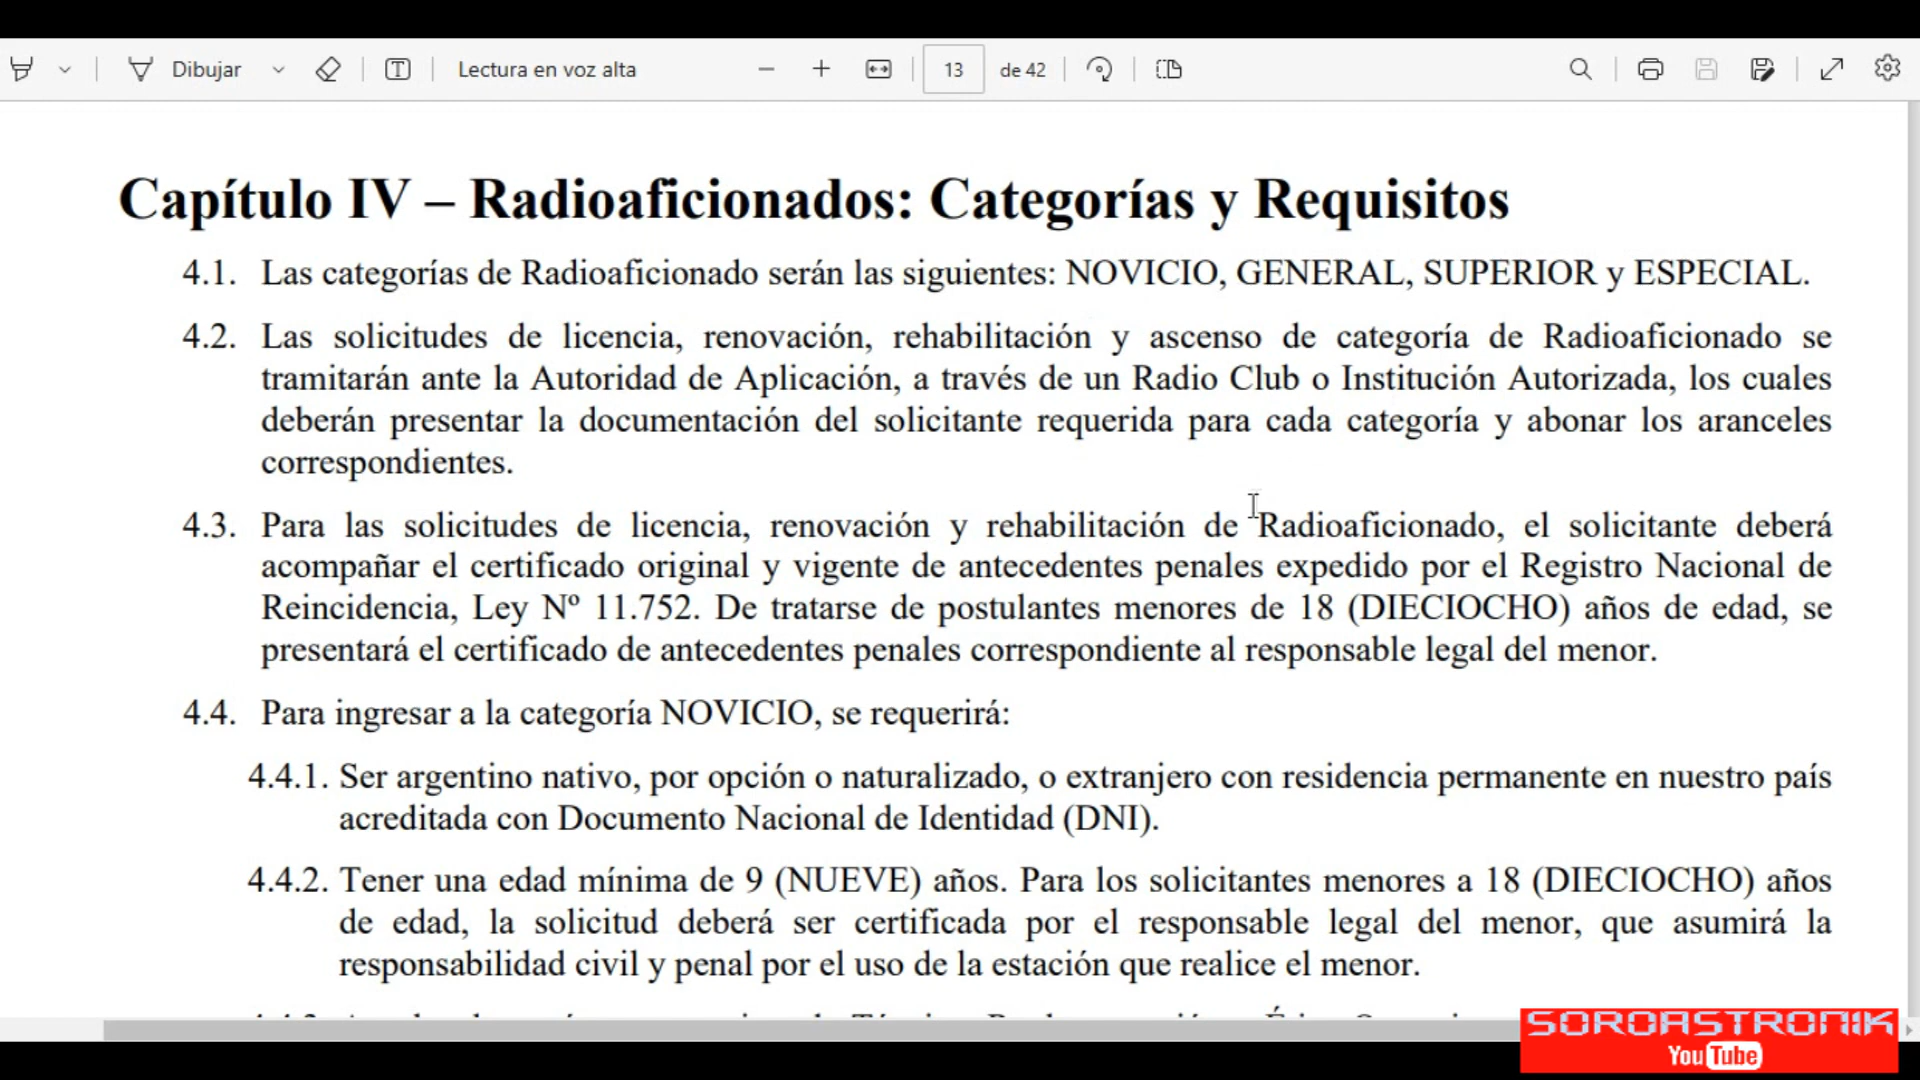 Dibujar
Lectura en voz alta
13 de 42
Capítulo IV – Radioaficionados: Categorías y Requisitos
4.1. Las categorías de Radioaficionado serán las siguientes: NOVICIO, GENERAL, SUPERIOR y ESPECIAL.
4.2. Las solicitudes de licencia, renovación, rehabilitación y ascenso de categoría de Radioaficionado se
tramitarán ante la Autoridad de Aplicación, a través de un Radio Club o Institución Autorizada, los cuales
deberán presentar la documentación del solicitante requerida para cada categoría y abonar los aranceles
correspondientes.
4.3. Para las solicitudes de licencia, renovación y rehabilitación de Radioaficionado, el solicitante deberá
acompañar el certificado original y vigente de antecedentes penales expedido por el Registro Nacional de
Reincidencia, Ley Nº 11.752. De tratarse de postulantes menores de 18 (DIECIOCHO) años de edad, se
presentará el certificado de antecedentes penales correspondiente al responsable legal del menor.
4.4. Para ingresar a la categoría NOVICIO, se requerirá:
4.4.1. Ser argentino nativo, por opción o naturalizado, o extranjero con residencia permanente en nuestro país
acreditada con Documento Nacional de Identidad (DNI).
4.4.2. Tener una edad mínima de 9 (NUEVE) años. Para los solicitantes menores a 18 (DIECIOCHO) años
de edad, la solicitud deberá ser certificada por el responsable legal del menor, que asumirá la
responsabilidad civil y penal por el uso de la estación que realice el menor.
SOROASTRONIK
YouTube